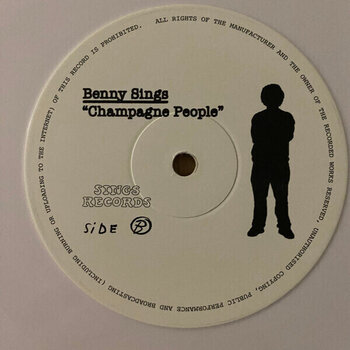 Benny Sings
“Champagne People”
SINGS
RECORDS
SiDE B
ALL RIGHTS OF THE MANUFACTURER AND THE OWNER OF THE RECORDED WORKS RESERVED, UNAUTHORISED COPYING, PUBLIC PERFORMANCE AND BROADCASTING (INCLUDING BURNING OR UPLOADING TO THE INTERNET) OF THIS RECORD IS PROHIBITED.